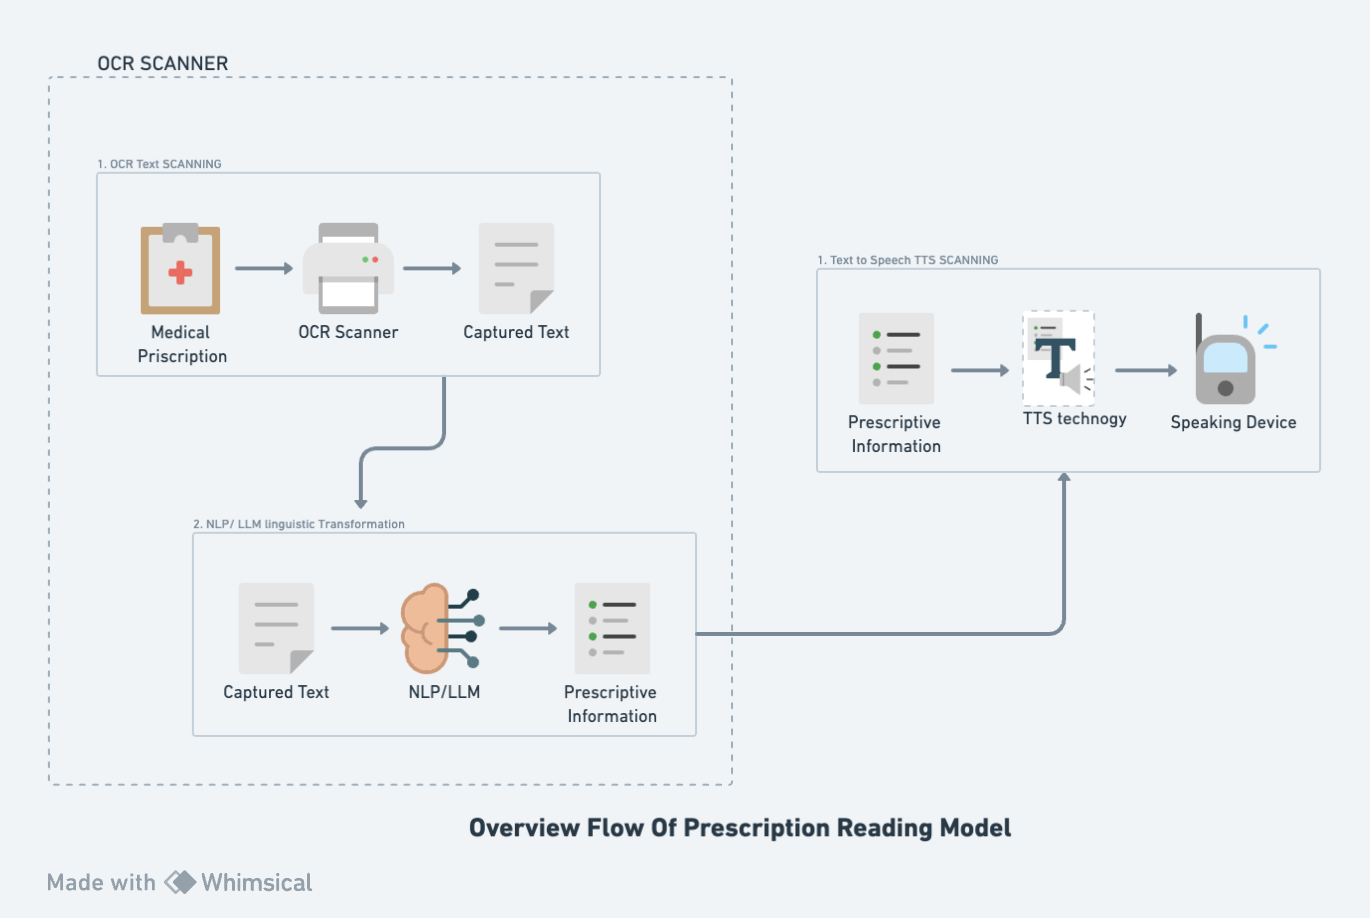 OCR SCANNER
1. OCR Text SCANNING
Medical
Priscription
OCR Scanner
Captured Text
2. NLP/ LLM linguistic Transformation
Captured Text
NLP/LLM
Prescriptive
Information
1. Text to Speech TTS SCANNING
Prescriptive
Information
T
TTS technogy
Speaking Device
Overview Flow Of Prescription Reading Model
Made with Whimsical